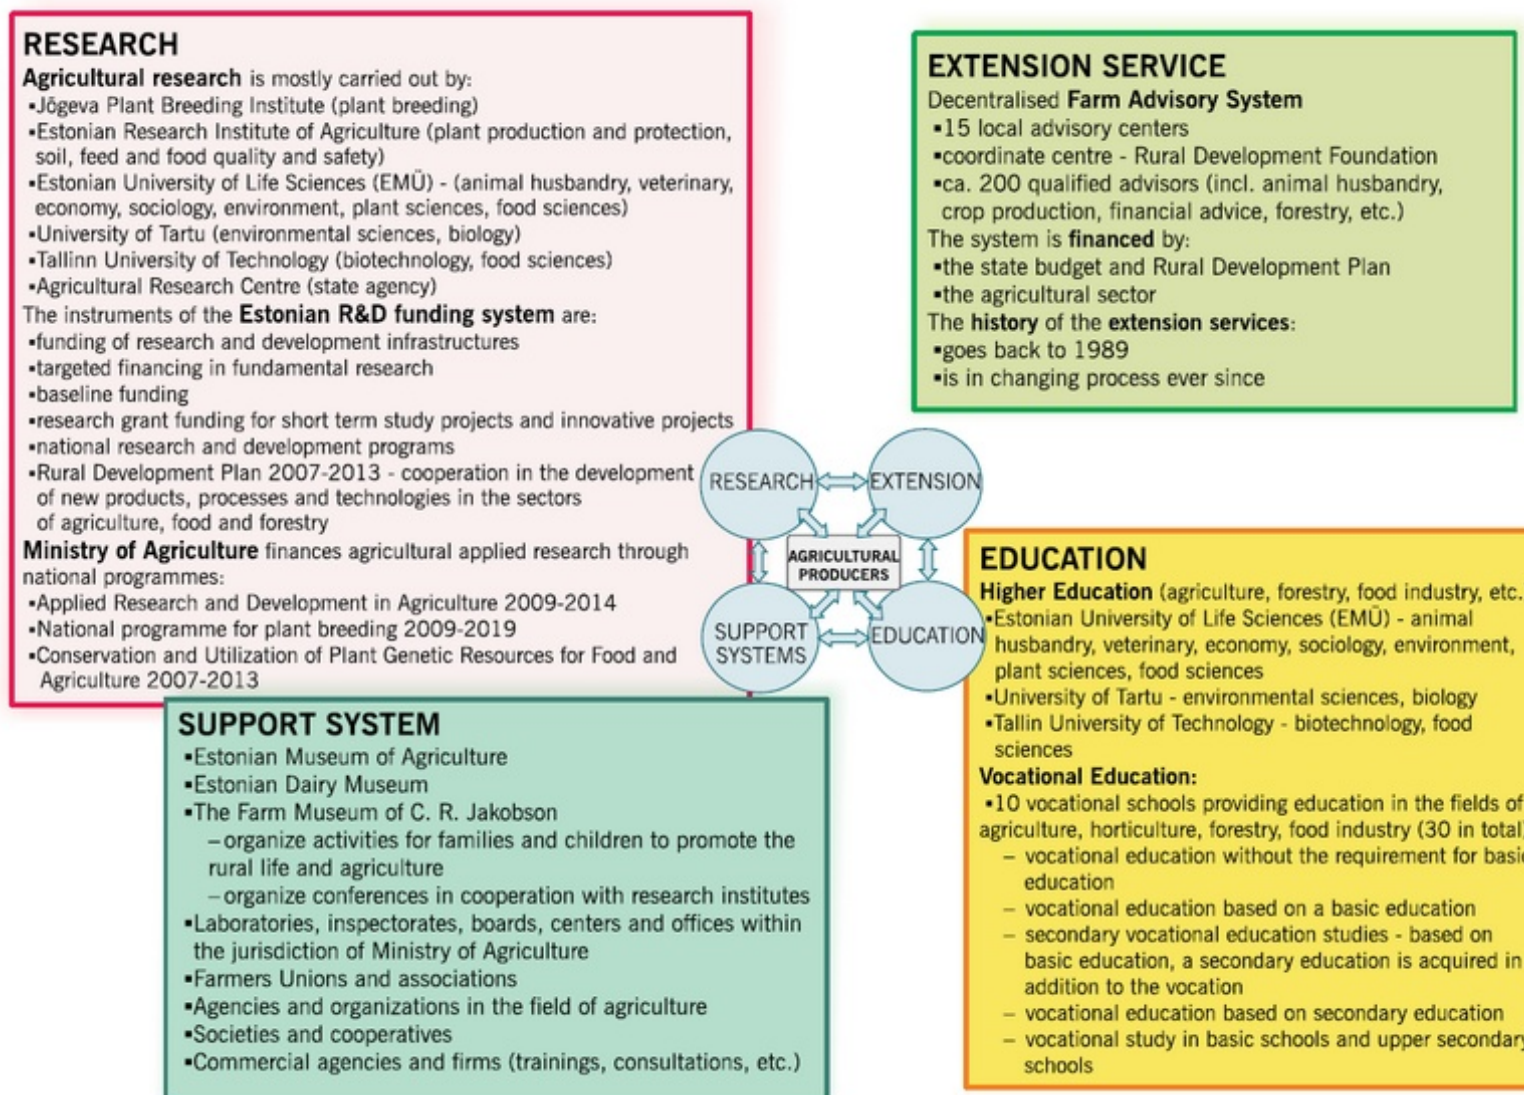 RESEARCH
Agricultural research is mostly carried out by:
▪Jõgeva Plant Breeding Institute (plant breeding)
▪Estonian Research Institute of Agriculture (plant production and protection,
soil, feed and food quality and safety)
▪Estonian University of Life Sciences (EMÜ) - (animal husbandry, veterinary,
economy, sociology, environment, plant sciences, food sciences)
▪University of Tartu (environmental sciences, biology)
▪Tallinn University of Technology (biotechnology, food sciences)
▪Agricultural Research Centre (state agency)
The instruments of the Estonian R&D funding system are:
▪funding of research and development infrastructures
▪targeted financing in fundamental research
▪baseline funding
▪research grant funding for short term study projects and innovative projects
▪national research and development programs
▪Rural Development Plan 2007-2013 - cooperation in the development
of new products, processes and technologies in the sectors
of agriculture, food and forestry
Ministry of Agriculture finances agricultural applied research through
national programmes:
▪Applied Research and Development in Agriculture 2009-2014
▪National programme for plant breeding 2009-2019
▪Conservation and Utilization of Plant Genetic Resources for Food and
Agriculture 2007-2013
EXTENSION SERVICE
Decentralised Farm Advisory System
▪15 local advisory centers
▪coordinate centre - Rural Development Foundation
▪ca. 200 qualified advisors (incl. animal husbandry,
crop production, financial advice, forestry, etc.)
The system is financed by:
▪the state budget and Rural Development Plan
▪the agricultural sector
The history of the extension services:
▪goes back to 1989
▪is in changing process ever since
RESEARCH
EXTENSION
AGRICULTURAL
PRODUCERS
SUPPORT
SYSTEMS
EDUCATION
SUPPORT SYSTEM
▪Estonian Museum of Agriculture
▪Estonian Dairy Museum
▪The Farm Museum of C. R. Jakobson
–organize activities for families and children to promote the
rural life and agriculture
–organize conferences in cooperation with research institutes
▪Laboratories, inspectorates, boards, centers and offices within
the jurisdiction of Ministry of Agriculture
▪Farmers Unions and associations
▪Agencies and organizations in the field of agriculture
▪Societies and cooperatives
▪Commercial agencies and firms (trainings, consultations, etc.)
EDUCATION
Higher Education (agriculture, forestry, food industry, etc.
▪Estonian University of Life Sciences (EMÜ) - animal
husbandry, veterinary, economy, sociology, environment,
plant sciences, food sciences
▪University of Tartu - environmental sciences, biology
▪Tallin University of Technology - biotechnology, food
sciences
Vocational Education:
▪10 vocational schools providing education in the fields of
agriculture, horticulture, forestry, food industry (30 in total)
– vocational education without the requirement for basic
education
– vocational education based on a basic education
– secondary vocational education studies - based on
basic education, a secondary education is acquired in
addition to the vocation
– vocational education based on secondary education
– vocational study in basic schools and upper secondary
schools